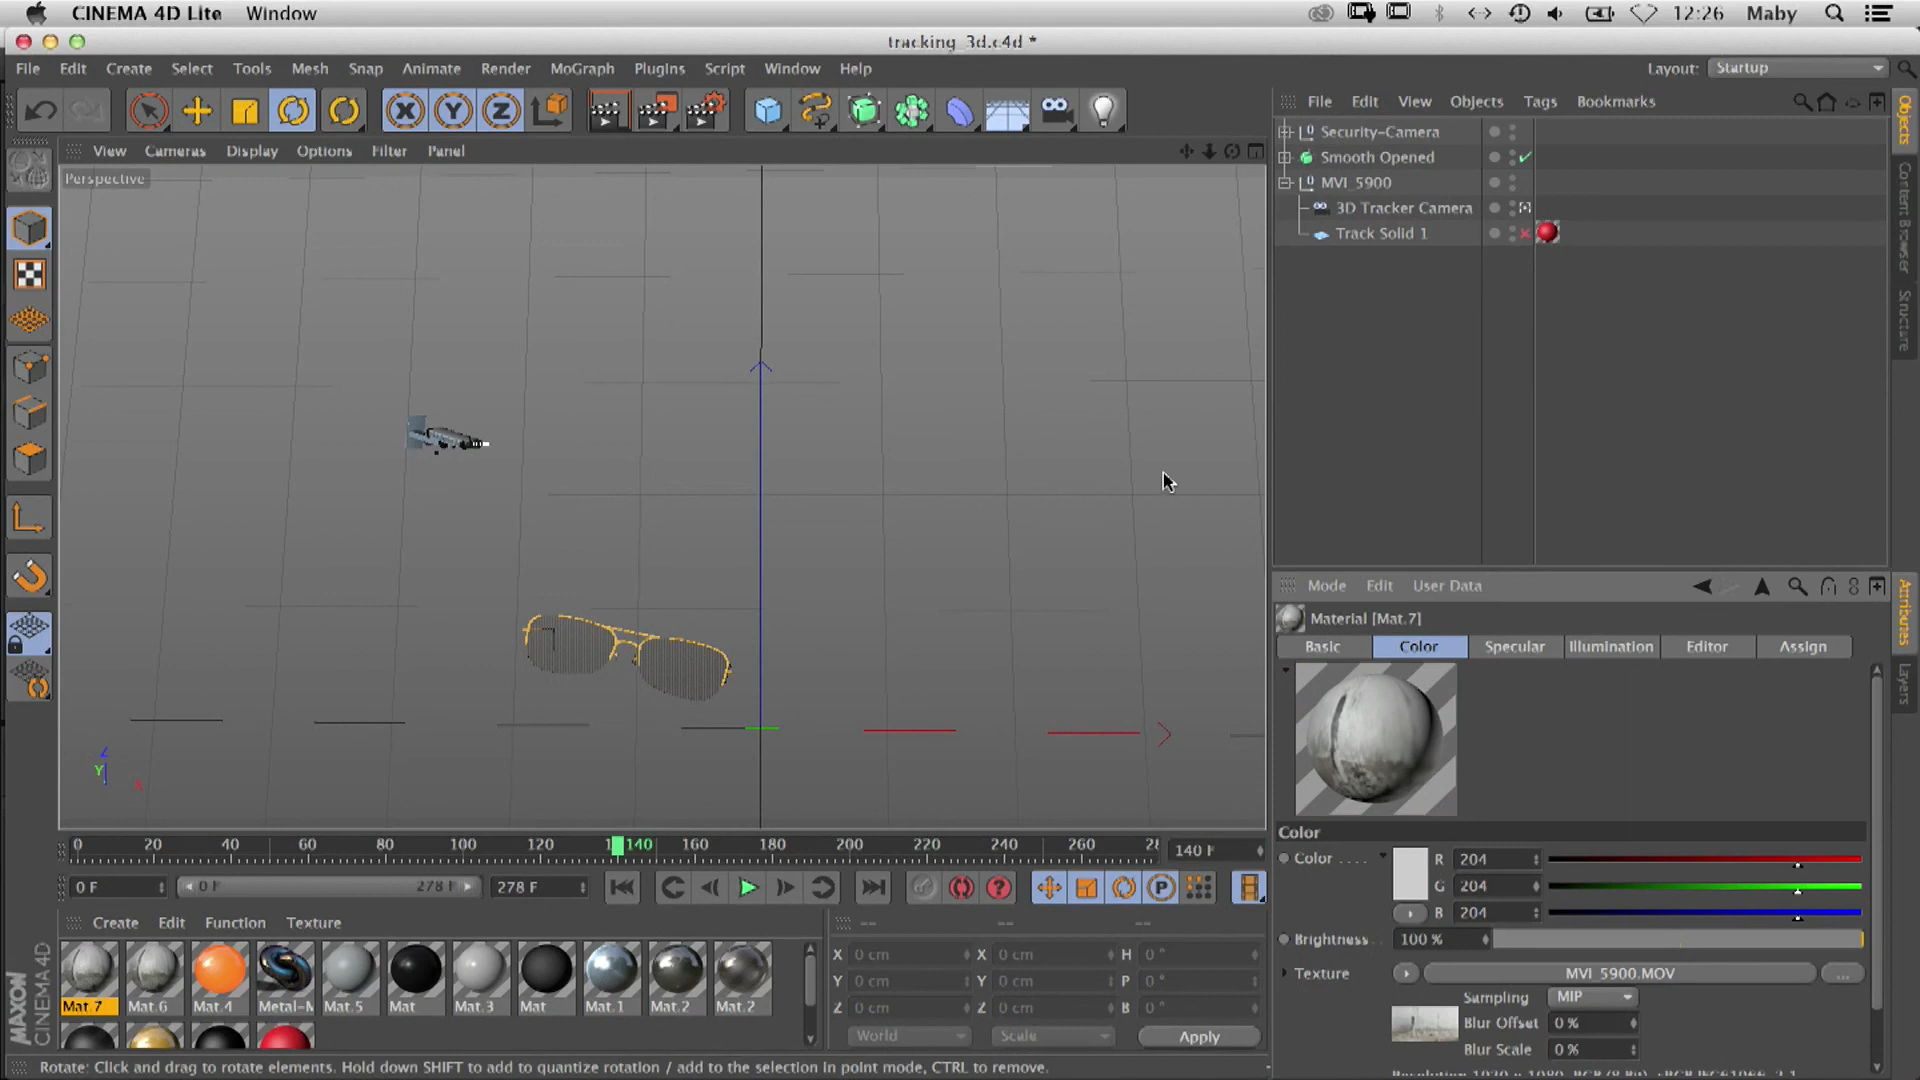 CINEMA 4D Lite Window 12:26 Maby
tracking_3d.c4d *
File Edit Create Select Tools Mesh Snap Animate Render MoGraph Plugins Script Window Help Layout: Startup
X Y Z
File Edit View Objects Tags Bookmarks
View Cameras Display Options Filter Panel
Perspective
Security-Camera
Smooth Opened
MVI_5900
3D Tracker Camera
Track Solid 1
Objects
Content Browser
Structure
Mode Edit User Data
Material [Mat.7]
Basic Color Specular Illumination Editor Assign
Attributes
Layers
Z
Y
X
Color
Color R 204
G 204
B 204
Brightness 100 %
Texture MVI_5900.MOV ...
Sampling MIP
Blur Offset 0 %
Blur Scale 0 %
0 20 40 60 80 100 120 140 160 180 200 220 240 260 140 F
0 F 0 F 278 F 278 F
P
Create Edit Function Texture -- -- --
Mat.7 Mat.6 Mat.4 Metal-M Mat.5 Mat Mat.3 Mat Mat.1 Mat.2 Mat.2
X 0 cm X 0 cm H 0 °
Y 0 cm Y 0 cm P 0 °
Z 0 cm Z 0 cm B 0 °
World Scale Apply
MAXON
CINEMA 4D
Rotate: Click and drag to rotate elements. Hold down SHIFT to add to quantize rotation / add to the selection in point mode, CTRL to remove.